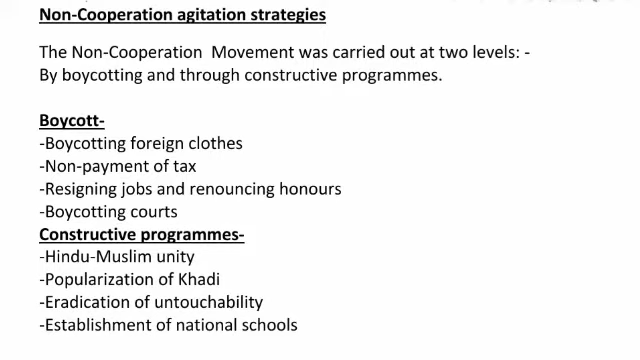 Non-Cooperation agitation strategies
The Non-Cooperation Movement was carried out at two levels: -
By boycotting and through constructive programmes.
Boycott-
-Boycotting foreign clothes
-Non-payment of tax
-Resigning jobs and renouncing honours
-Boycotting courts
Constructive programmes-
-Hindu-Muslim unity
-Popularization of Khadi
-Eradication of untouchability
-Establishment of national schools